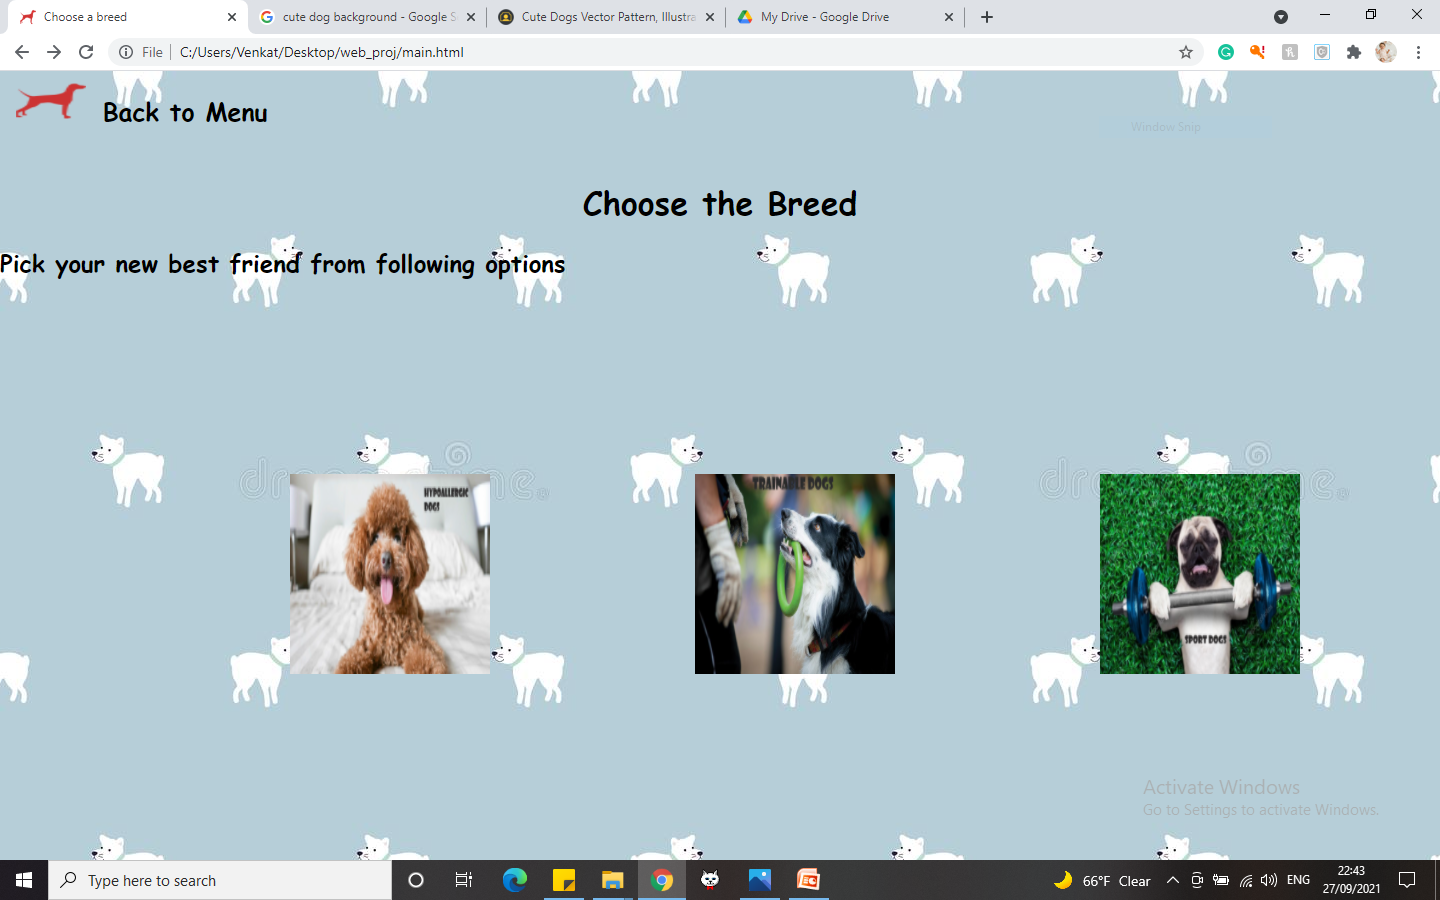 Choose a breed
cute dog background - Google S
Cute Dogs Vector Pattern, Illustra
My Drive - Google Drive
File
C:/Users/Venkat/Desktop/web_proj/main.html
Back to Menu
Window Snip
Choose the Breed
Pick your new best friend from following options
HYPOALLERGIC
DOGS
TRAINABLE DOGS
SPORT DOGS
Activate Windows
Go to Settings to activate Windows.
Type here to search
66°F Clear
ENG
22:43
27/09/2021